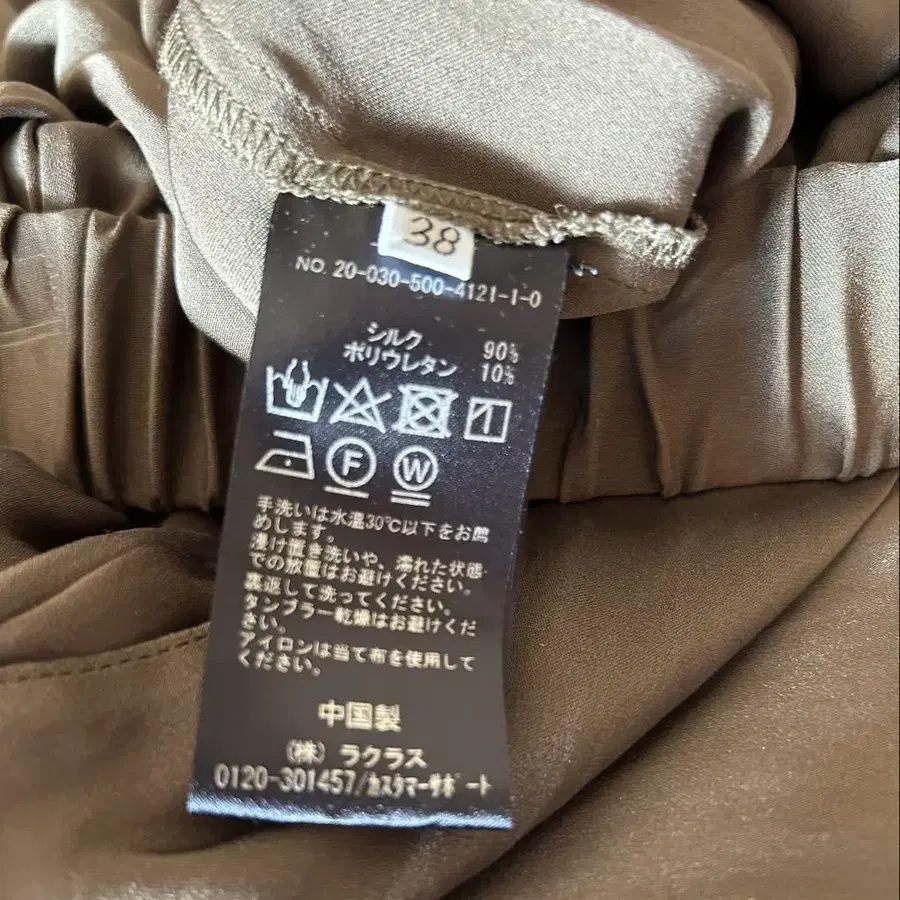 38
NO. 20-030-500-4121-1-0
シルク 90%
ポリウレタン 10%
F W
手洗いは水温30℃以下をお薦
めします。
浸け置き洗いや、濡れた状態
での放置はお避けください。
裏返して洗ってください。
タンブラー乾燥はお避けくだ
さい。
アイロンは当て布を使用して
ください。
中国製
(株) ラクラス
0120-301457/カスタマーサポート